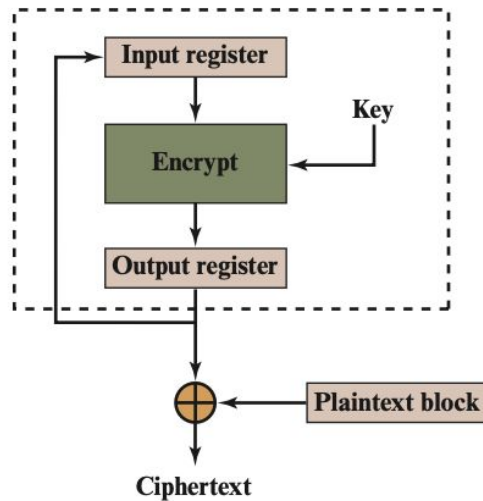 Input register
Key
Encrypt
Output register
Plaintext block
Ciphertext